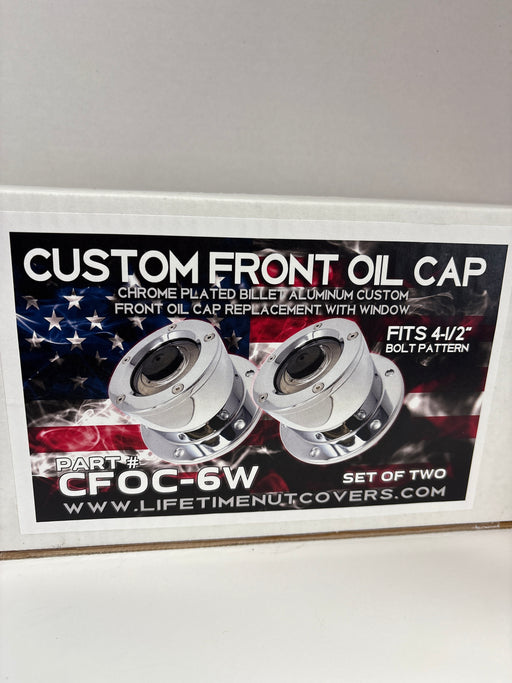 CUSTOM FRONT OIL CAP
CHROME PLATED BILLET ALUMINUM CUSTOM
FRONT OIL CAP REPLACEMENT WITH WINDOW
FITS 4-1/2"
BOLT PATTERN
PART #
CFOC-6W
SET OF TWO
WWW.LIFETIMENUTCOVERS.COM